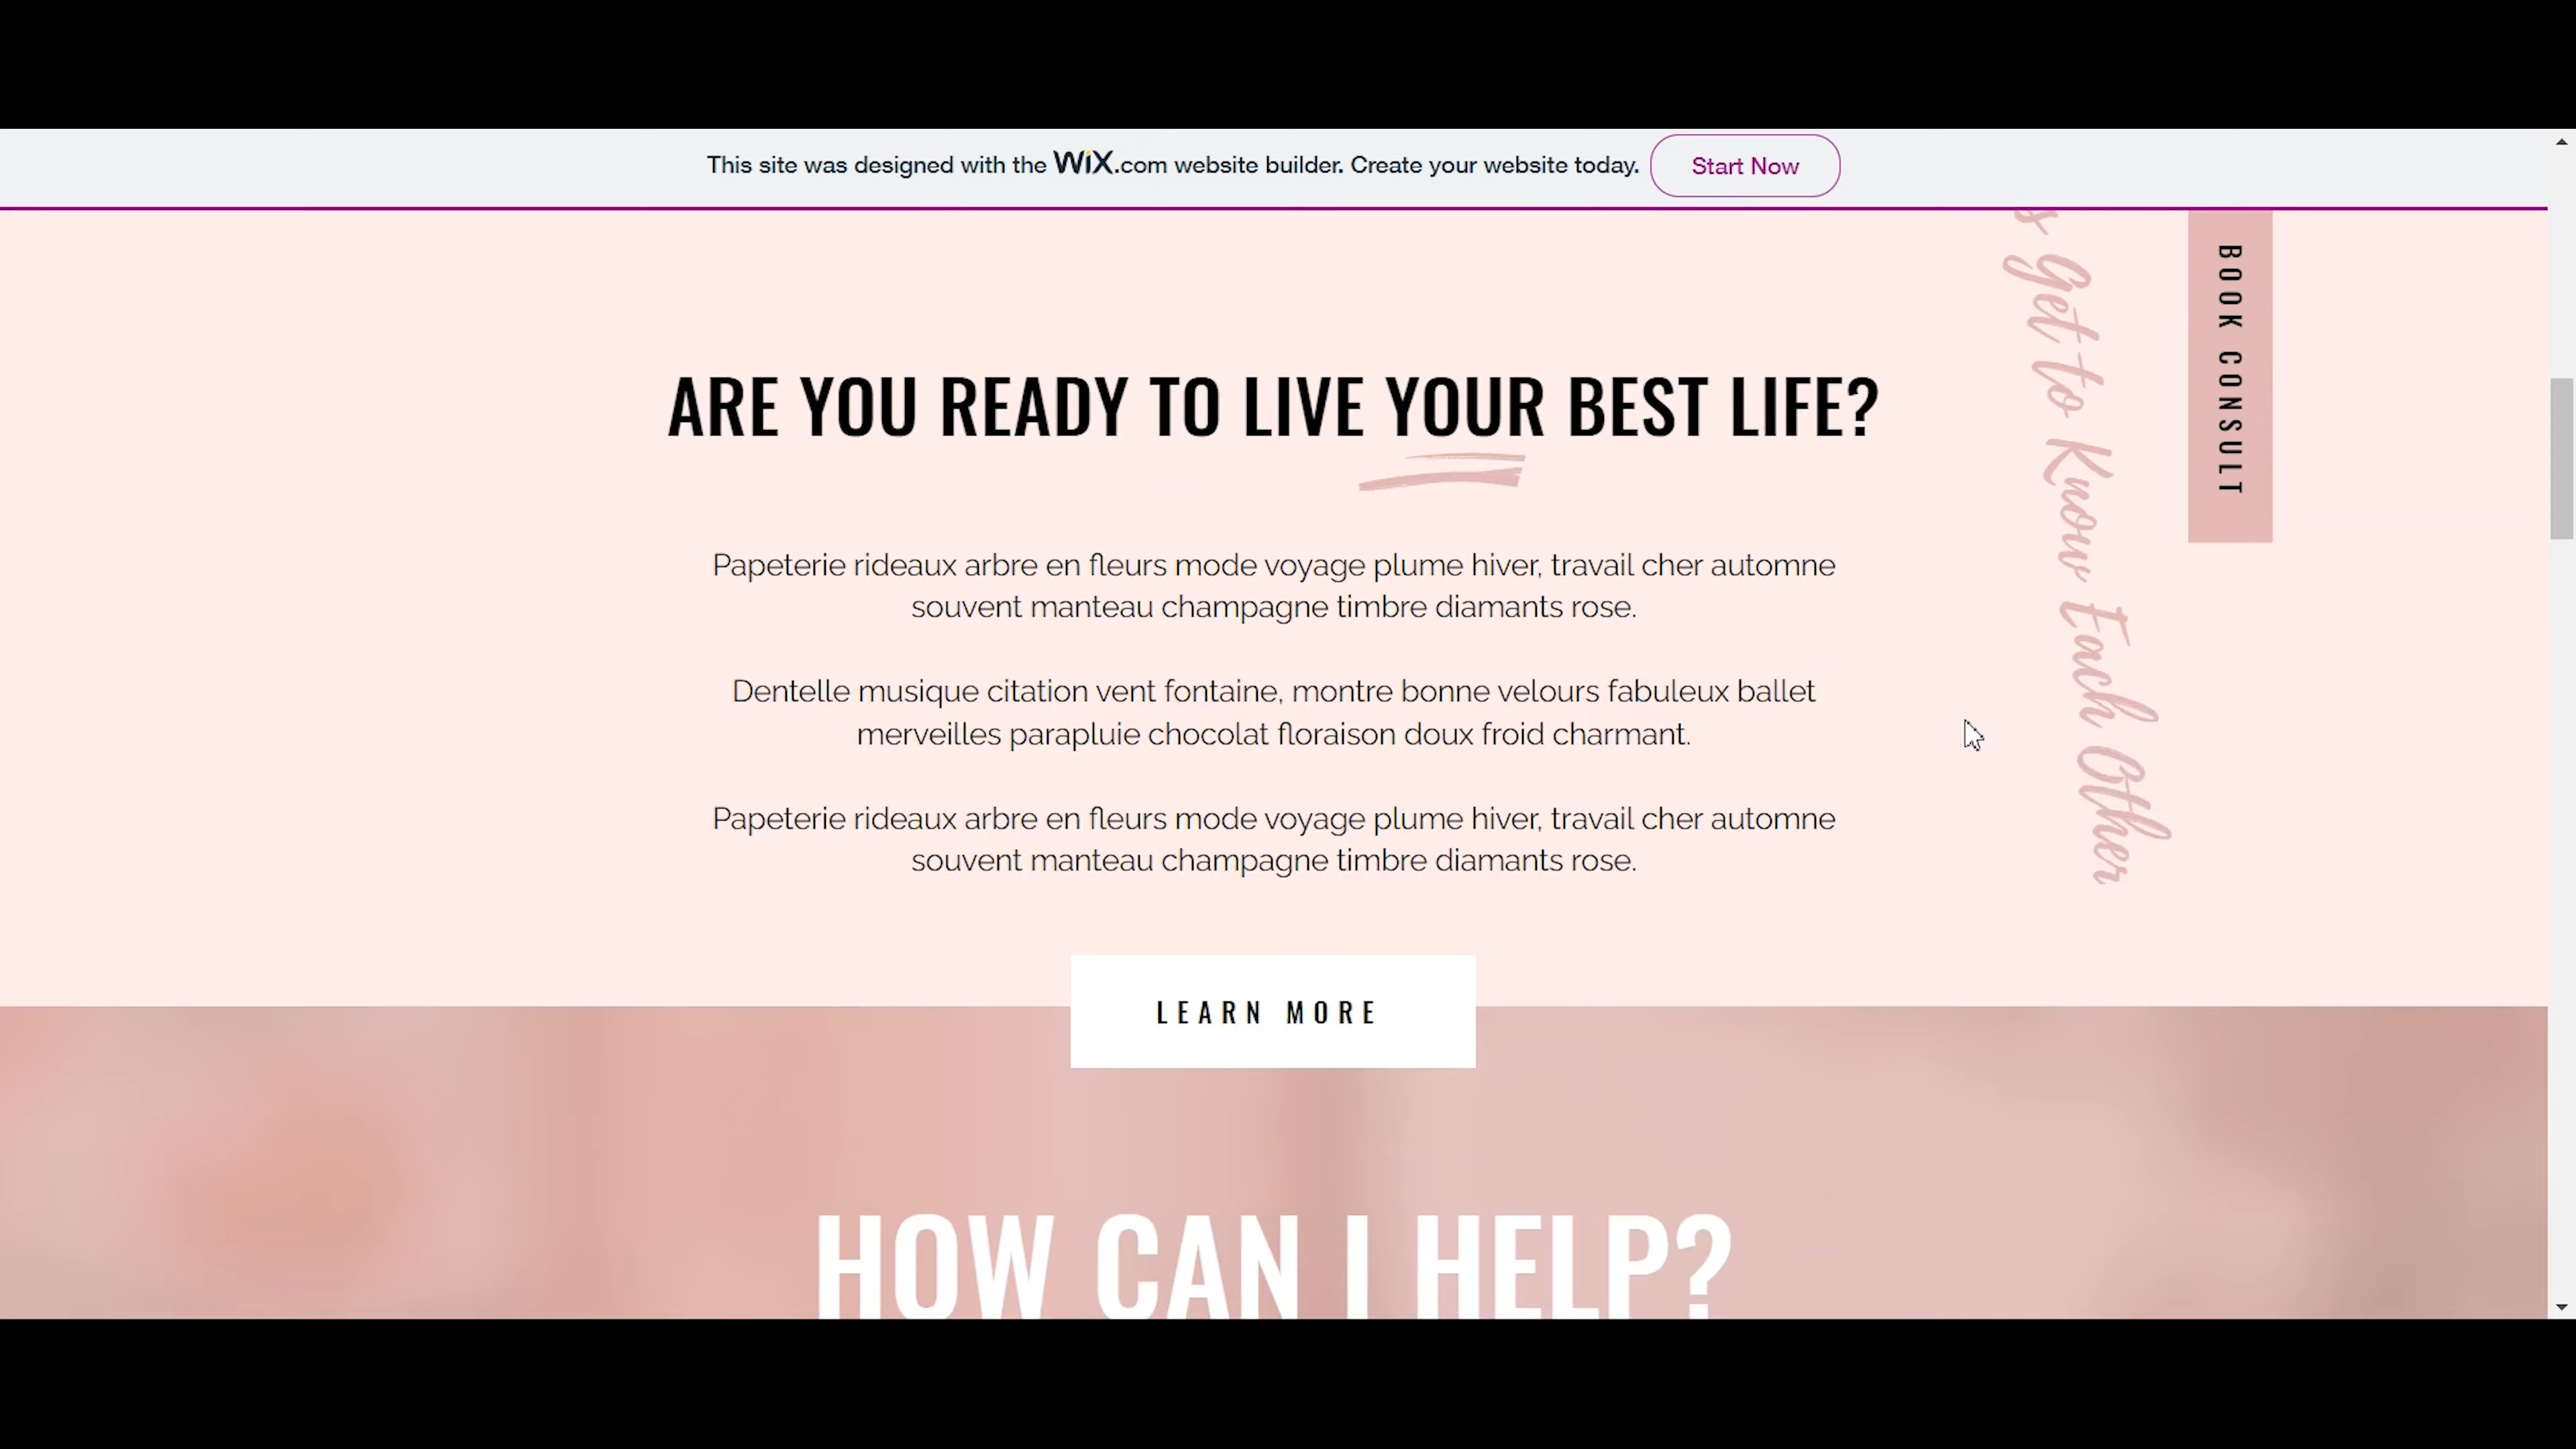 This site was designed with the WiX.com website builder. Create your website today.
Start Now
BOOK CONSULT
Get to Know Each Other
ARE YOU READY TO LIVE YOUR BEST LIFE?
Papeterie rideaux arbre en fleurs mode voyage plume hiver, travail cher automne
souvent manteau champagne timbre diamants rose.
Dentelle musique citation vent fontaine, montre bonne velours fabuleux ballet
merveilles parapluie chocolat floraison doux froid charmant.
Papeterie rideaux arbre en fleurs mode voyage plume hiver, travail cher automne
souvent manteau champagne timbre diamants rose.
LEARN MORE
HOW CAN I HELP?